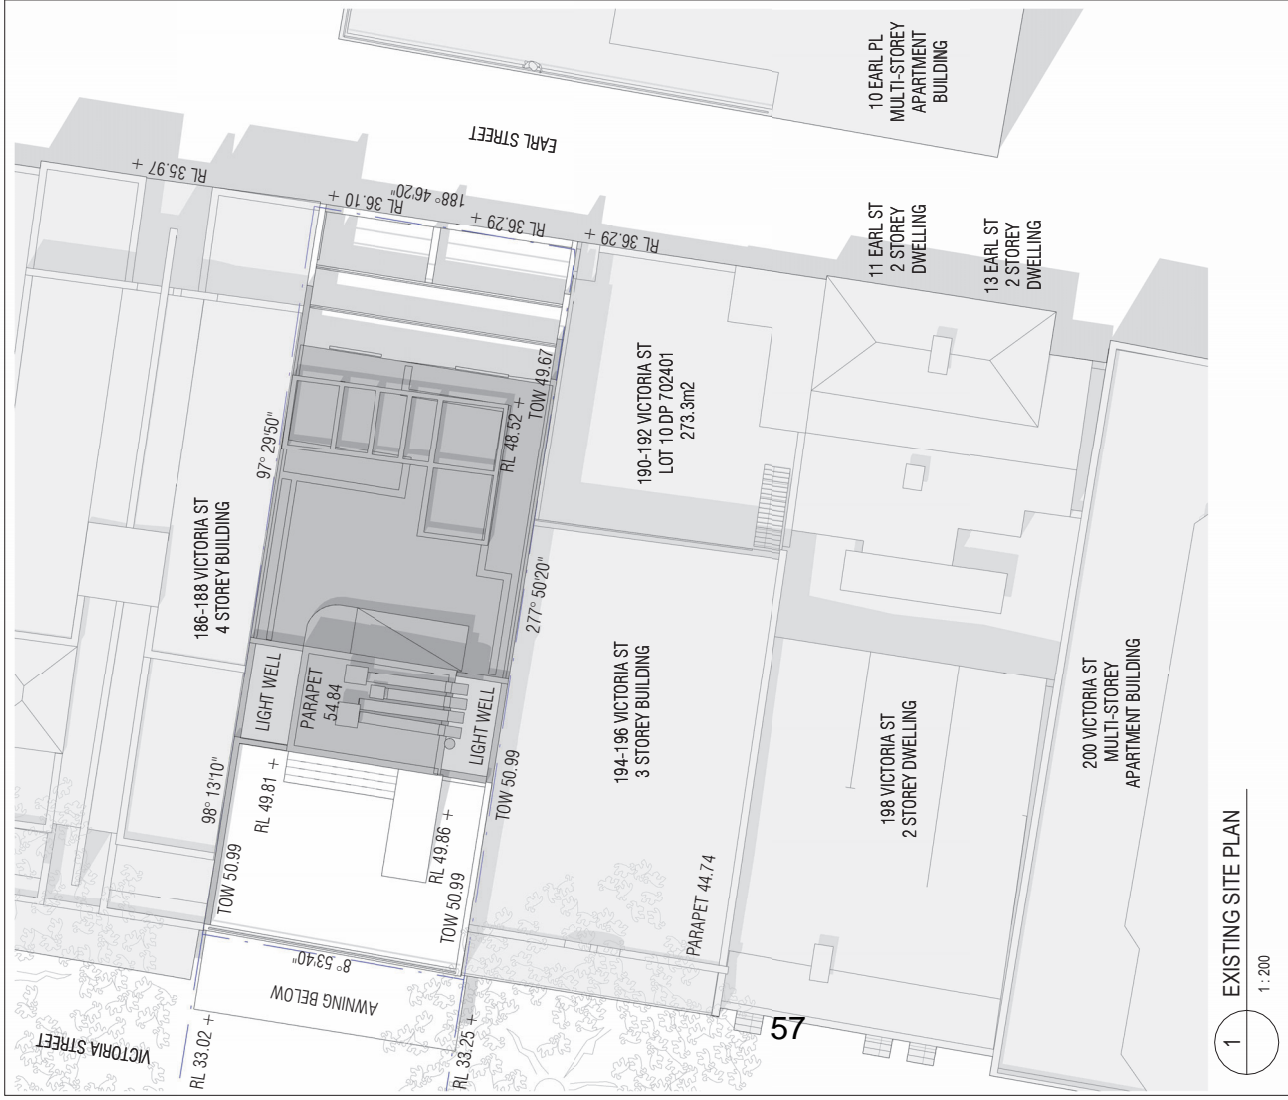 10 EARL PL
MULTI-STOREY
APARTMENT
BUILDING
EARL STREET
RL 35.97 +
RL 36.10 +
188° 46'20"
RL 36.29 +
RL 36.29 +
11 EARL ST
2 STOREY
DWELLING
13 EARL ST
2 STOREY
DWELLING
97° 29'50"
RL 48.52 +
TOW 49.67
190-192 VICTORIA ST
LOT 10 DP 702401
273.3m2
186-188 VICTORIA ST
4 STOREY BUILDING
277° 50'20"
LIGHT WELL
PARAPET
54.84
LIGHT WELL
194-196 VICTORIA ST
3 STOREY BUILDING
198 VICTORIA ST
2 STOREY DWELLING
200 VICTORIA ST
MULTI-STOREY
APARTMENT BUILDING
98° 13'10"
RL 49.81 +
TOW 50.99
RL 49.86 +
TOW 50.99
TOW 50.99
PARAPET 44.74
8° 53'40"
AWNING BELOW
VICTORIA STREET
RL 33.02 +
RL 33.25 +
57
1
EXISTING SITE PLAN
1 : 200